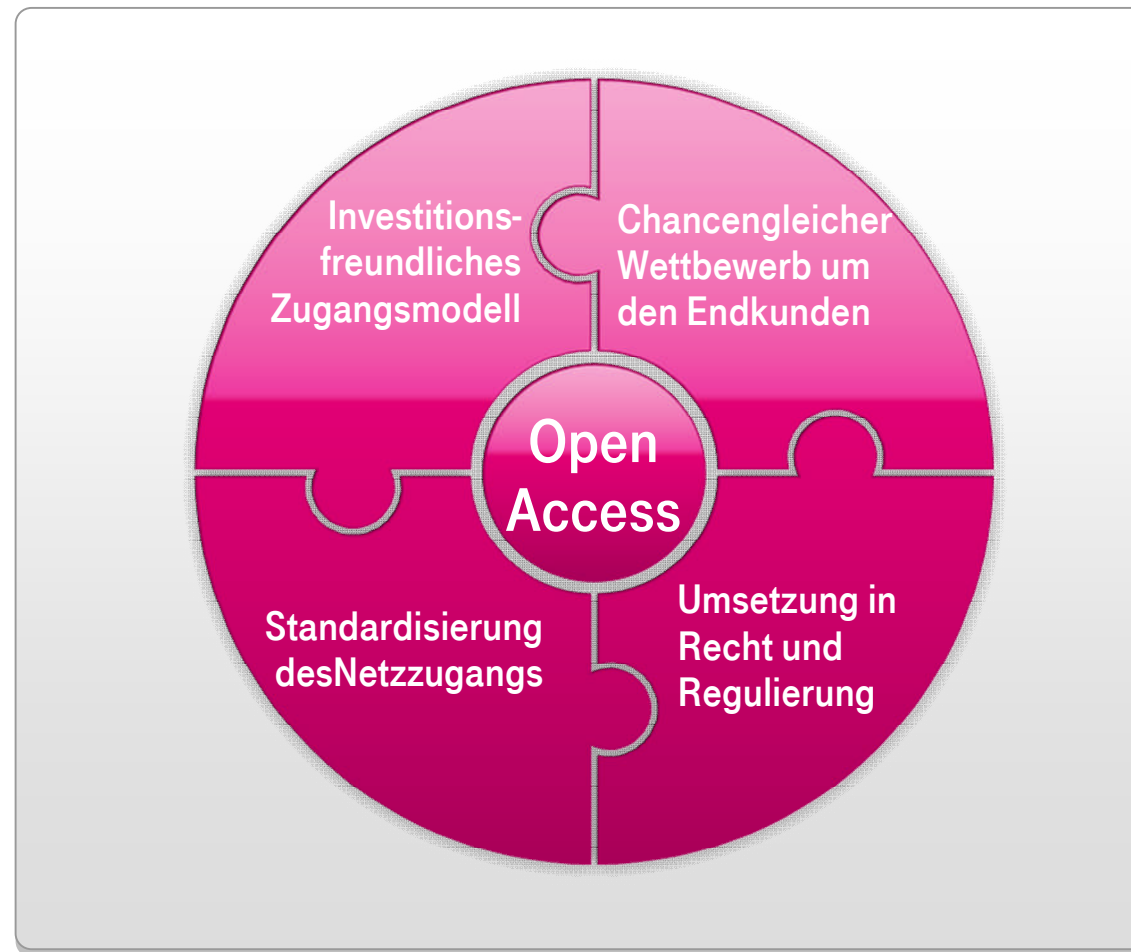 Investitions-
freundliches
Zugangsmodell
Chancengleicher
Wettbewerb um
den Endkunden
Open
Access
Standardisierung
desNetzzugangs
Umsetzung in
Recht und
Regulierung